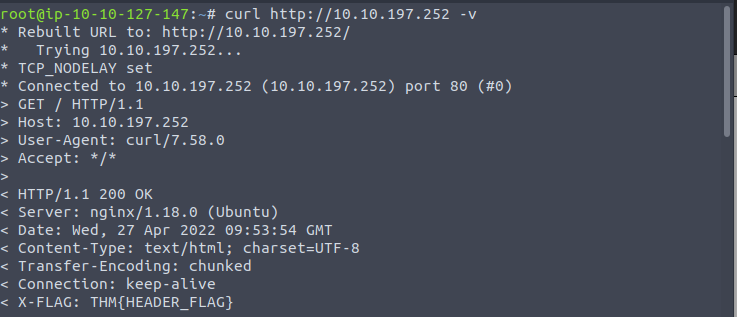 root@ip-10-10-127-147:~# curl http://10.10.197.252 -v
* Rebuilt URL to: http://10.10.197.252/
*   Trying 10.10.197.252...
* TCP_NODELAY set
* Connected to 10.10.197.252 (10.10.197.252) port 80 (#0)
> GET / HTTP/1.1
> Host: 10.10.197.252
> User-Agent: curl/7.58.0
> Accept: */*
>
< HTTP/1.1 200 OK
< Server: nginx/1.18.0 (Ubuntu)
< Date: Wed, 27 Apr 2022 09:53:54 GMT
< Content-Type: text/html; charset=UTF-8
< Transfer-Encoding: chunked
< Connection: keep-alive
< X-FLAG: THM{HEADER_FLAG}